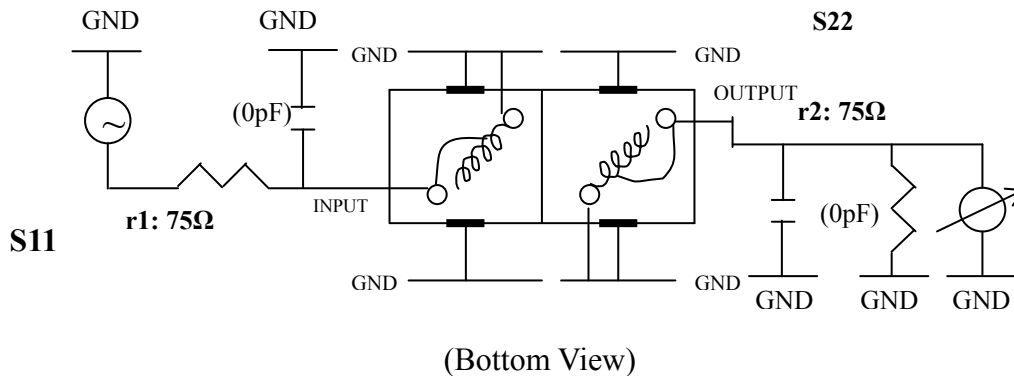 GND
GND
S22
GND
GND
OUTPUT
(0pF)
r2: 75Ω
INPUT
r1: 75Ω
(0pF)
S11
GND
GND
GND
GND
GND
(Bottom View)